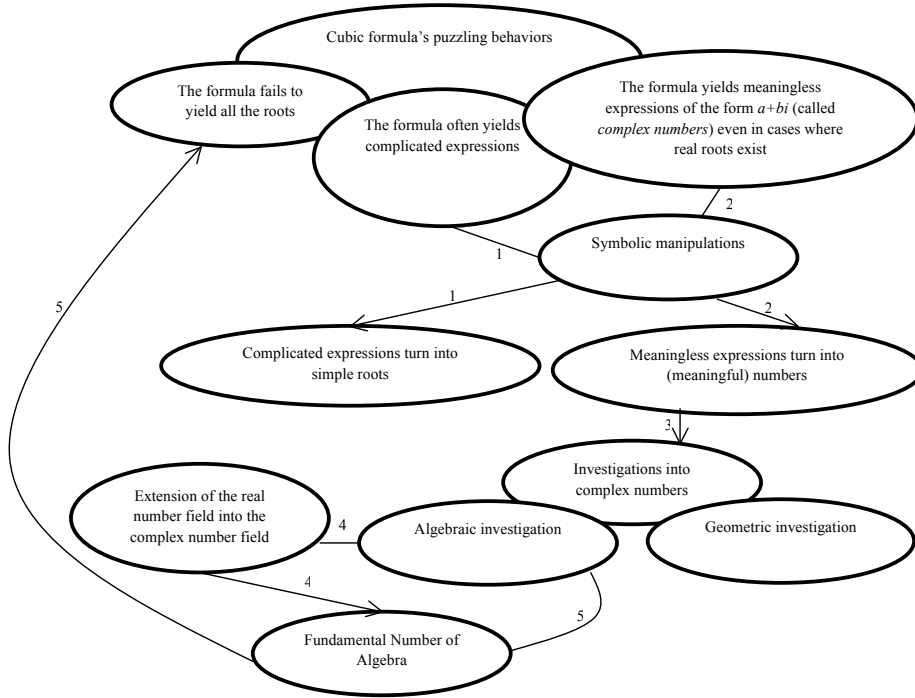 Cubic formula's puzzling behaviors
The formula fails to
yield all the roots
The formula often yields
complicated expressions
The formula yields meaningless
expressions of the form a+bi (called
complex numbers) even in cases where
real roots exist
2
Symbolic manipulations
1
1
2
5
Complicated expressions turn into
simple roots
Meaningless expressions turn into
(meaningful) numbers
3
Investigations into
complex numbers
Extension of the real
number field into the
complex number field
4
Algebraic investigation
Geometric investigation
4
5
Fundamental Number of
Algebra